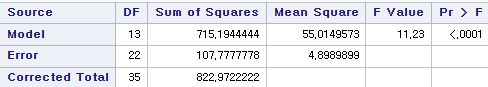 Source DF Sum of Squares Mean Square F Value Pr > F
Model 13 715,1944444 55,0149573 11,23 <,0001
Error 22 107,7777778 4,8989899
Corrected Total 35 822,9722222